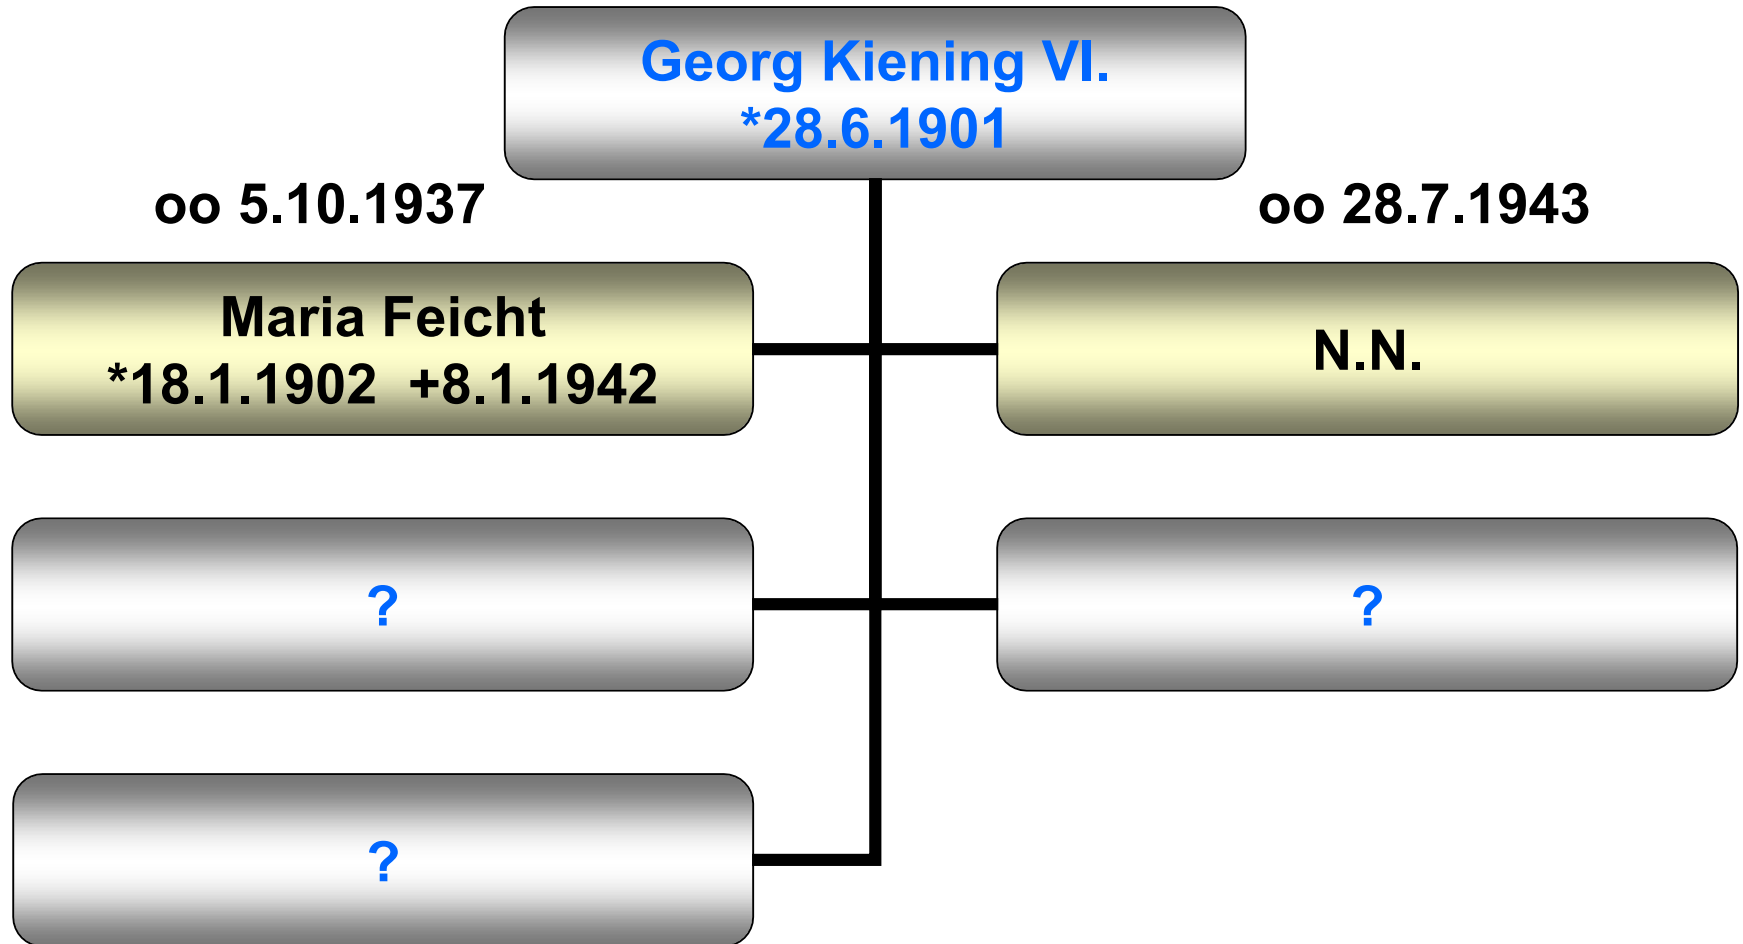 Georg Kiening VI.
*28.6.1901
oo 5.10.1937
oo 28.7.1943
Maria Feicht
*18.1.1902 +8.1.1942
N.N.
?
?
?